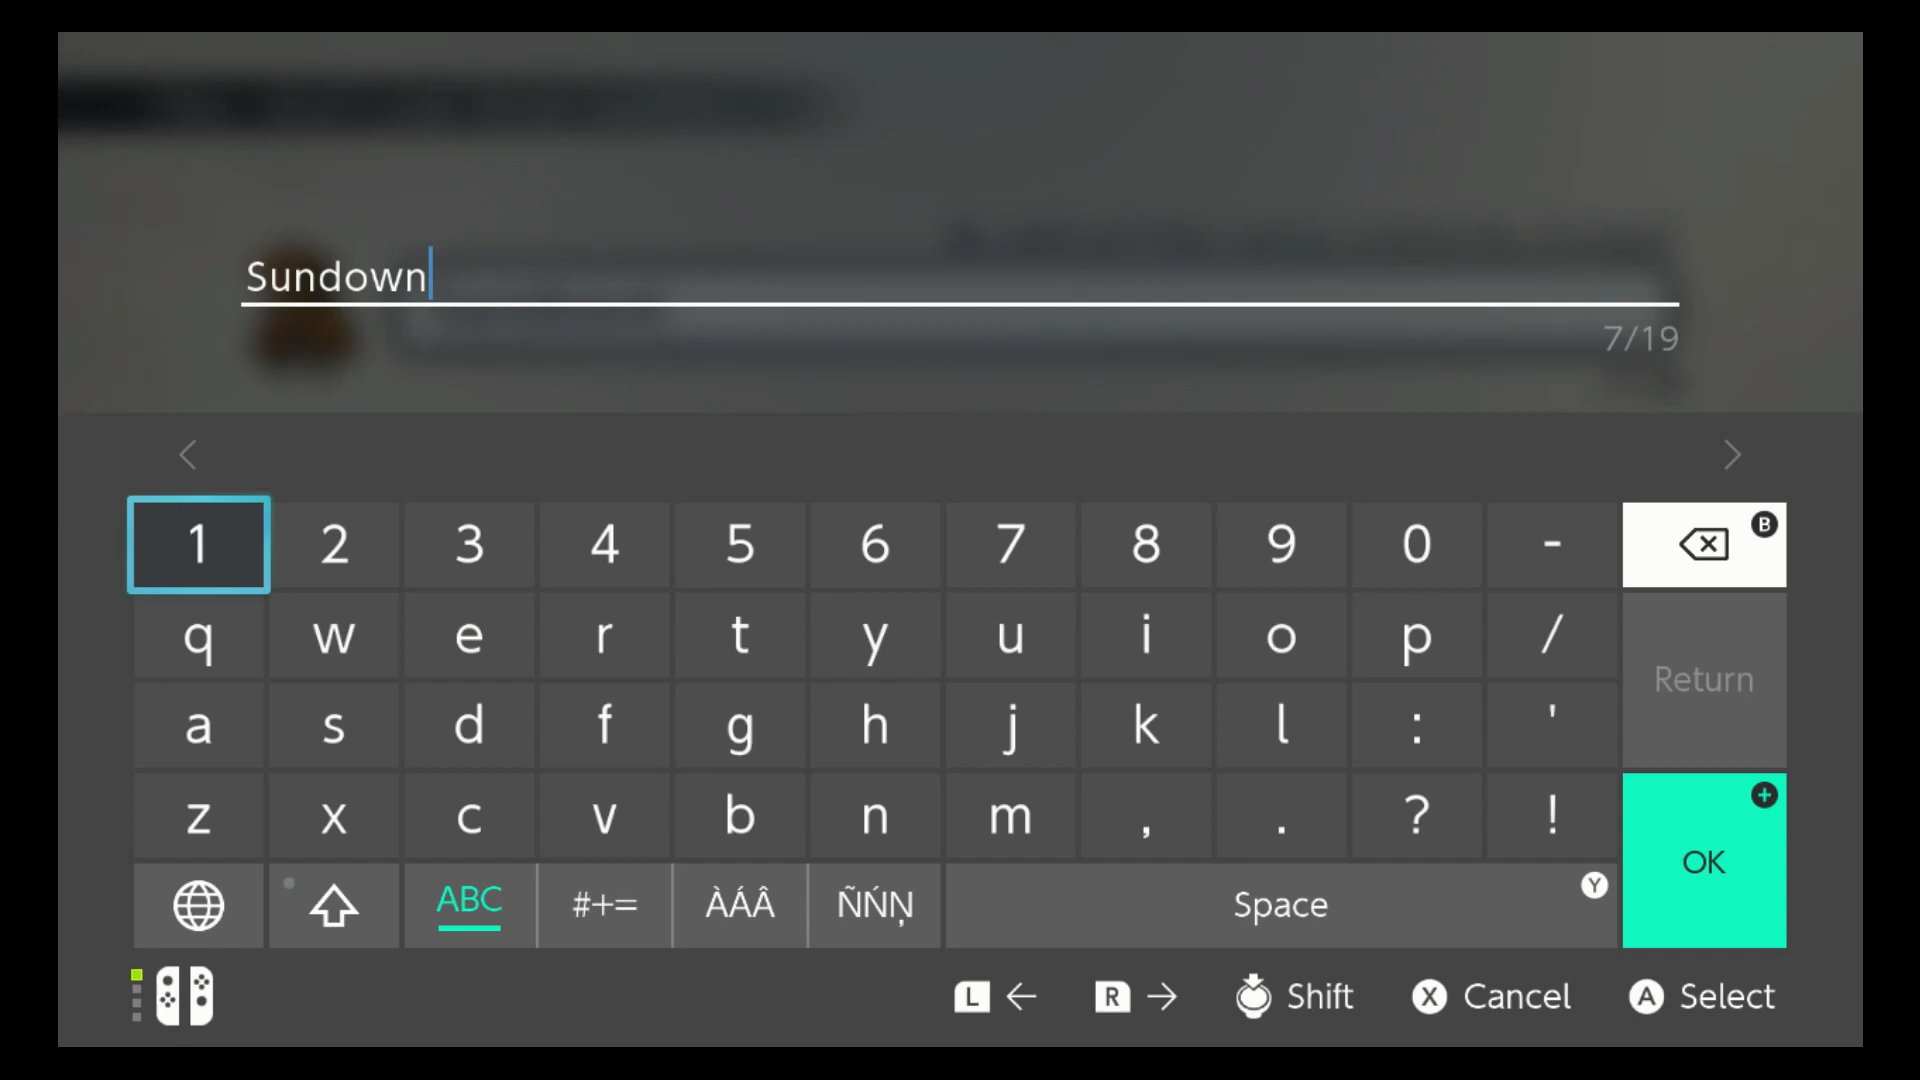 Sundown
7/19
1 2 3 4 5 6 7 8 9 0 - B
q w e r t y u i o p /
Return
a s d f g h j k l : '
z x c v b n m , . ? ! +
OK
ABC #+= ÀÁÂ ÑŃŅ Space Y
L ← R → Shift X Cancel A Select